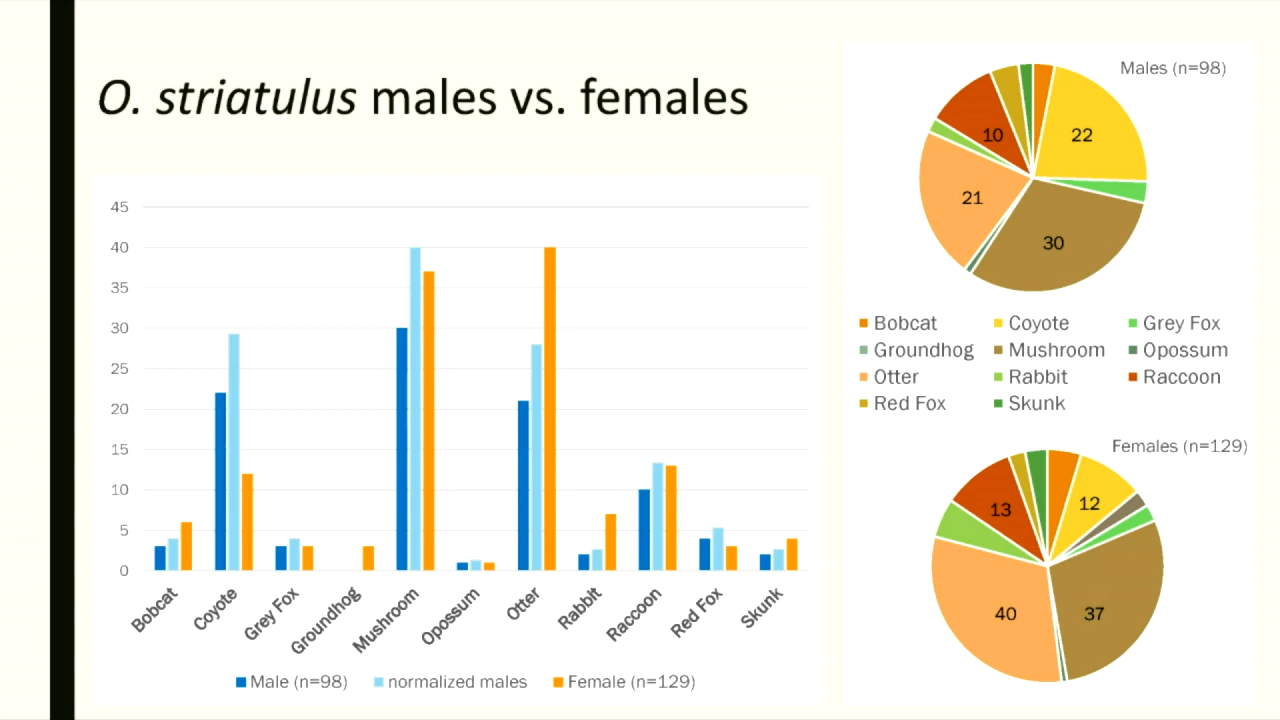 O. striatulus males vs. females
45
40
35
30
25
20
15
10
5
0
Bobcat
Coyote
Grey Fox
Groundhog
Mushroom
Opossum
Otter
Rabbit
Raccoon
Red Fox
Skunk
Male (n=98) normalized males Female (n=129)
Males (n=98)
10 22
21
30
Bobcat Coyote Grey Fox
Groundhog Mushroom Opossum
Otter Rabbit Raccoon
Red Fox Skunk
Females (n=129)
13 12
40 37